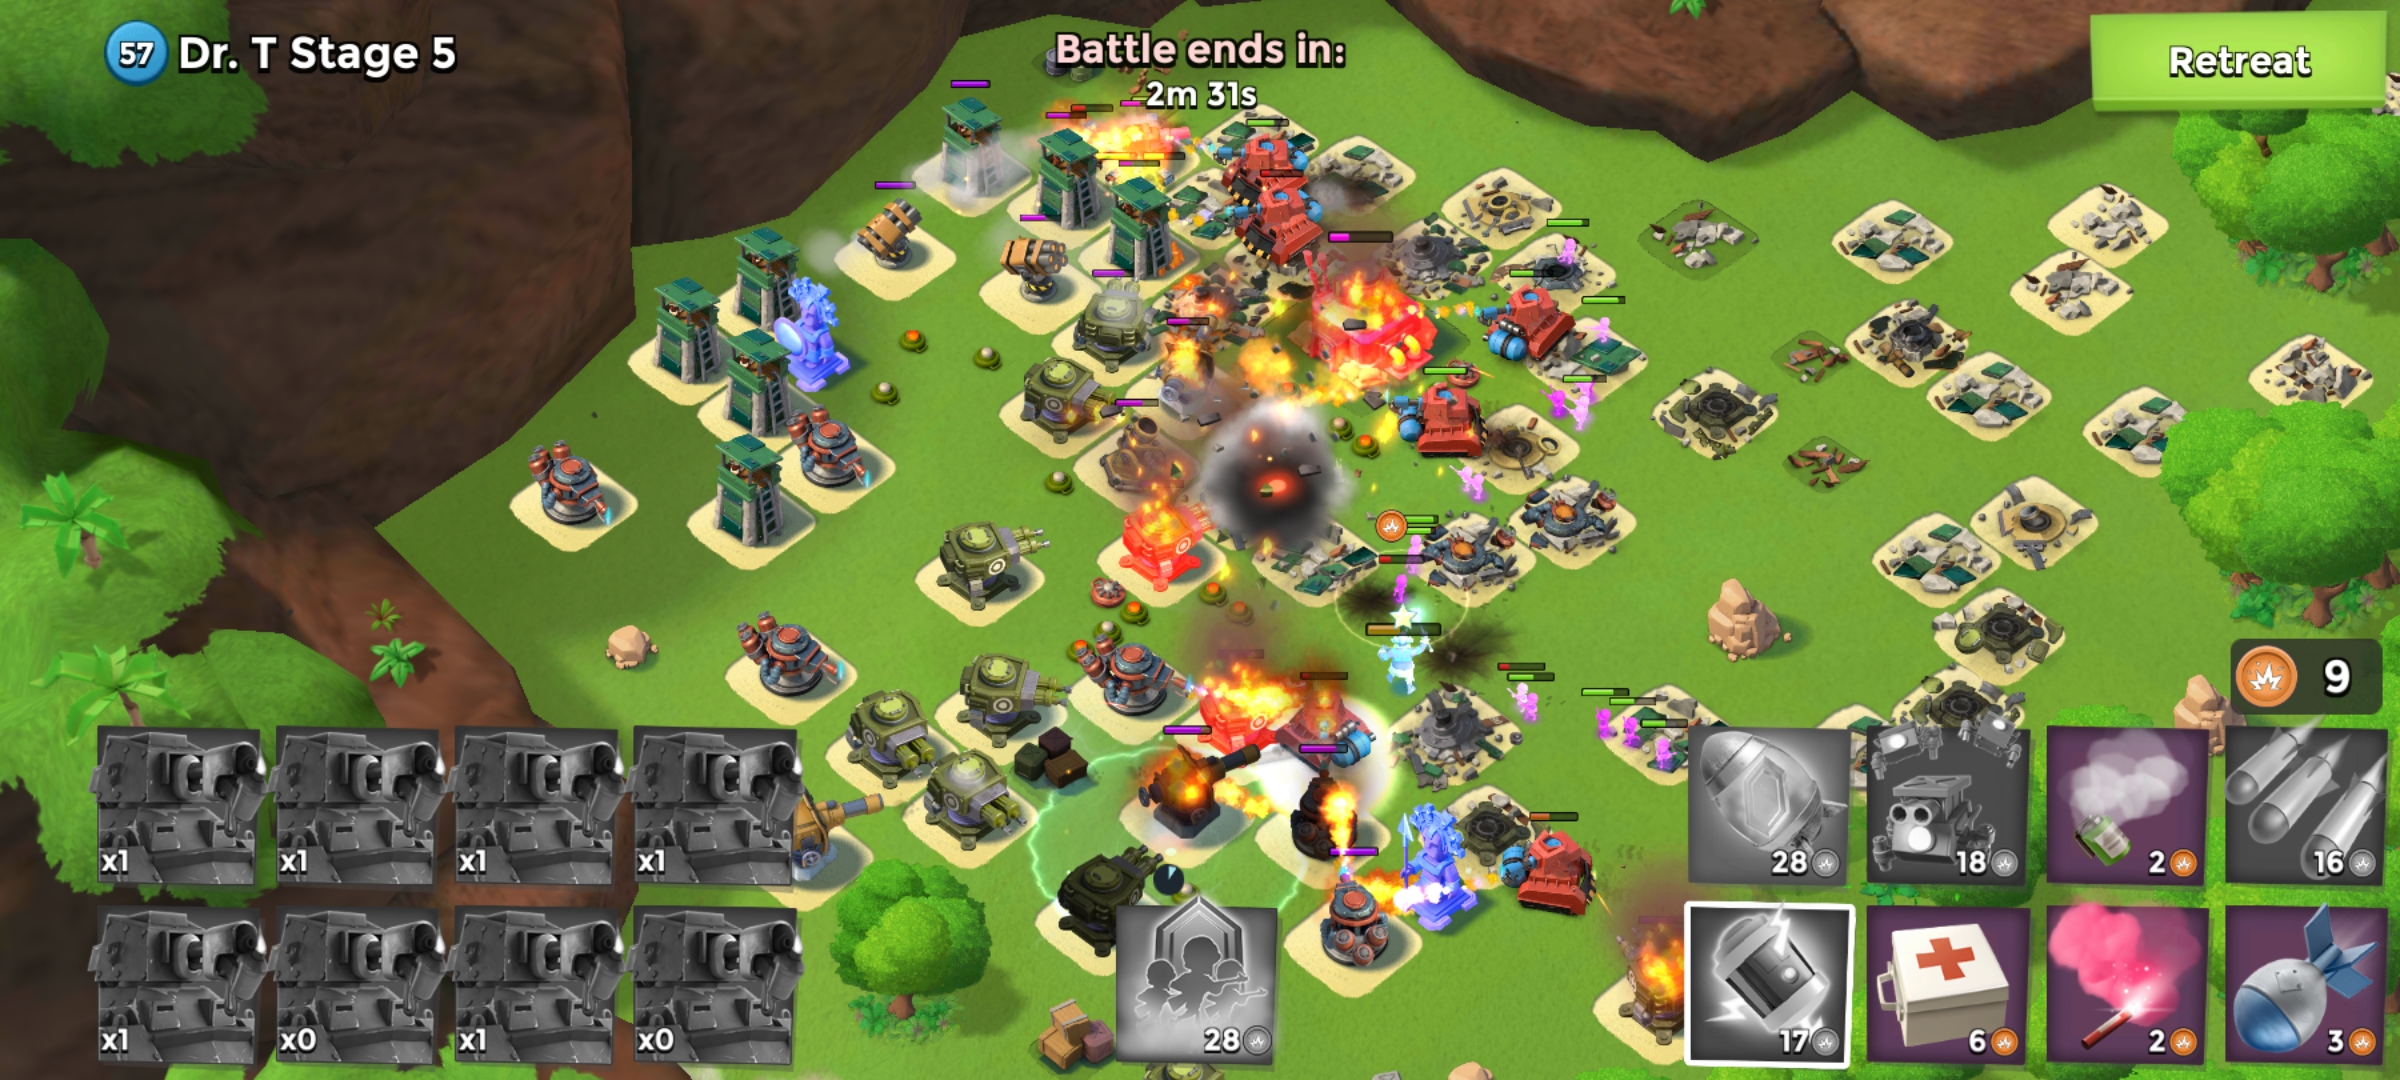 57 Dr. T Stage 5
Battle ends in:
2m 31s
Retreat
9
x1 x1 x1 x1
28 18 2 16
x1 x0 x1 x0
28
17 6 2 3